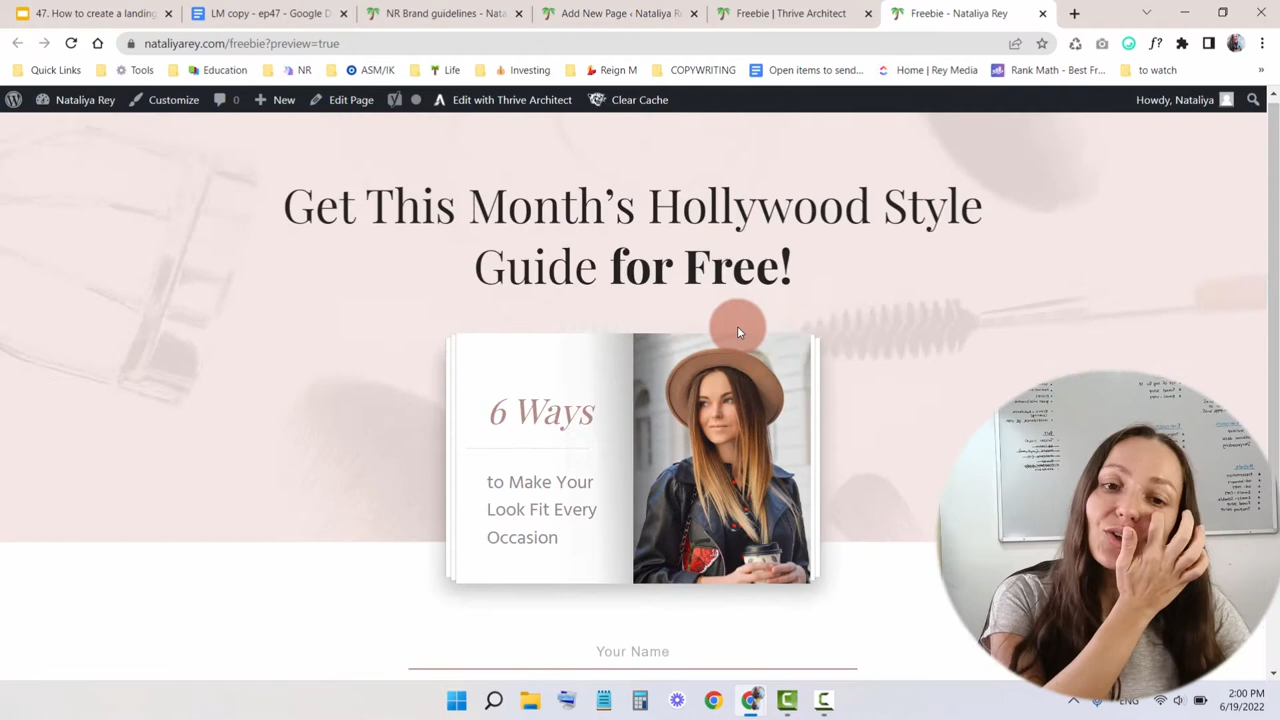 47. How to create a landing
LM copy - ep47 - Google D
NR Brand guidelines - Nata
Add New Page ‹ Nataliya R
Freebie | Thrive Architect
Freebie - Nataliya Rey
nataliyarey.com/freebie?preview=true
Quick Links
Tools
Education
NR
ASM/IK
Life
Investing
Reign M
COPYWRITING
Open items to send...
Home | Rey Media
Rank Math - Best Fr...
to watch
»
Nataliya Rey
Customize
0
New
Edit Page
Edit with Thrive Architect
Clear Cache
Howdy, Nataliya
Get This Month's Hollywood Style
Guide for Free!
6 Ways
to Make Your
Look Fit Every
Occasion
Your Name
ENG
2:00 PM
6/19/2022